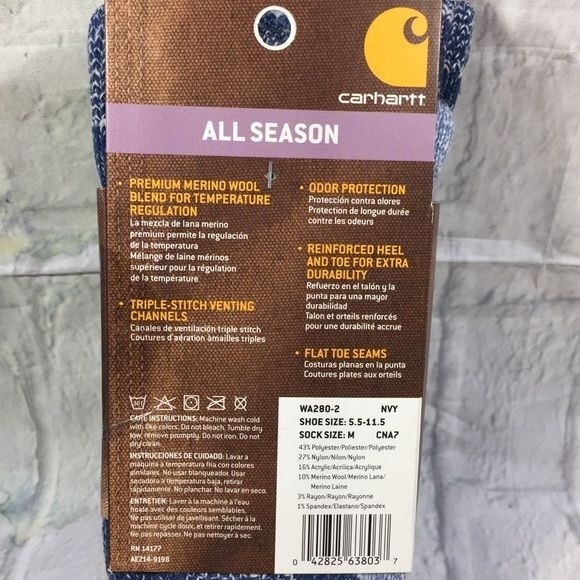 carhartt
ALL SEASON
• PREMIUM MERINO WOOL
BLEND FOR TEMPERATURE
REGULATION
La mezcla de lana merino
premium permite la regulación
de la temperatura
Mélange de laine mérinos
supérieur pour la régulation
de la température
• TRIPLE-STITCH VENTING
CHANNELS
Canales de ventilación triple stitch
Coutures d'aération àmailles triples
• ODOR PROTECTION
Protección contra olores
Protection de longue durée
contre les odeurs
• REINFORCED HEEL
AND TOE FOR EXTRA
DURABILITY
Refuerzo en el talón y la
punta para una mayor
durabilidad
Talon et orteils renforcés
pour une durabilité accrue
• FLAT TOE SEAMS
Costuras planas en la punta
Coutures plates aux orteils
CARE INSTRUCTIONS: Machine wash cold
with like colors. Do not bleach. Tumble dry
low, remove promptly. Do not iron. Do not
dry clean.
INSTRUCCIONES DE CUIDADO: Lavar a
máquina a temperatura fría con colores
similares. No usar blanqueador. Usar
secadora a temperatura baja, retirar
rápidamente. No planchar. No lavar en seco.
ENTRETIEN: Laver à la machine à l'eau
froide avec des couleurs semblables.
Ne pas utiliser de javellisant. Sécher à la
machine cycle doux, et retirer rapidement.
Ne pas repasser. Ne pas nettoyer à sec.
RN 14177
AE214-9198
WA280-2 NVY
SHOE SIZE: 5.5-11.5
SOCK SIZE: M CNA7
43% Polyester/Poliester/Polyester
27% Nylon/Nilon/Nylon
16% Acrylic/Acrilica/Acrylique
10% Merino Wool/Merino Lana/
Merino Laine
3% Rayon/Rayon/Rayonne
1% Spandex/Elastano/Spandex
0 42825 63803 7